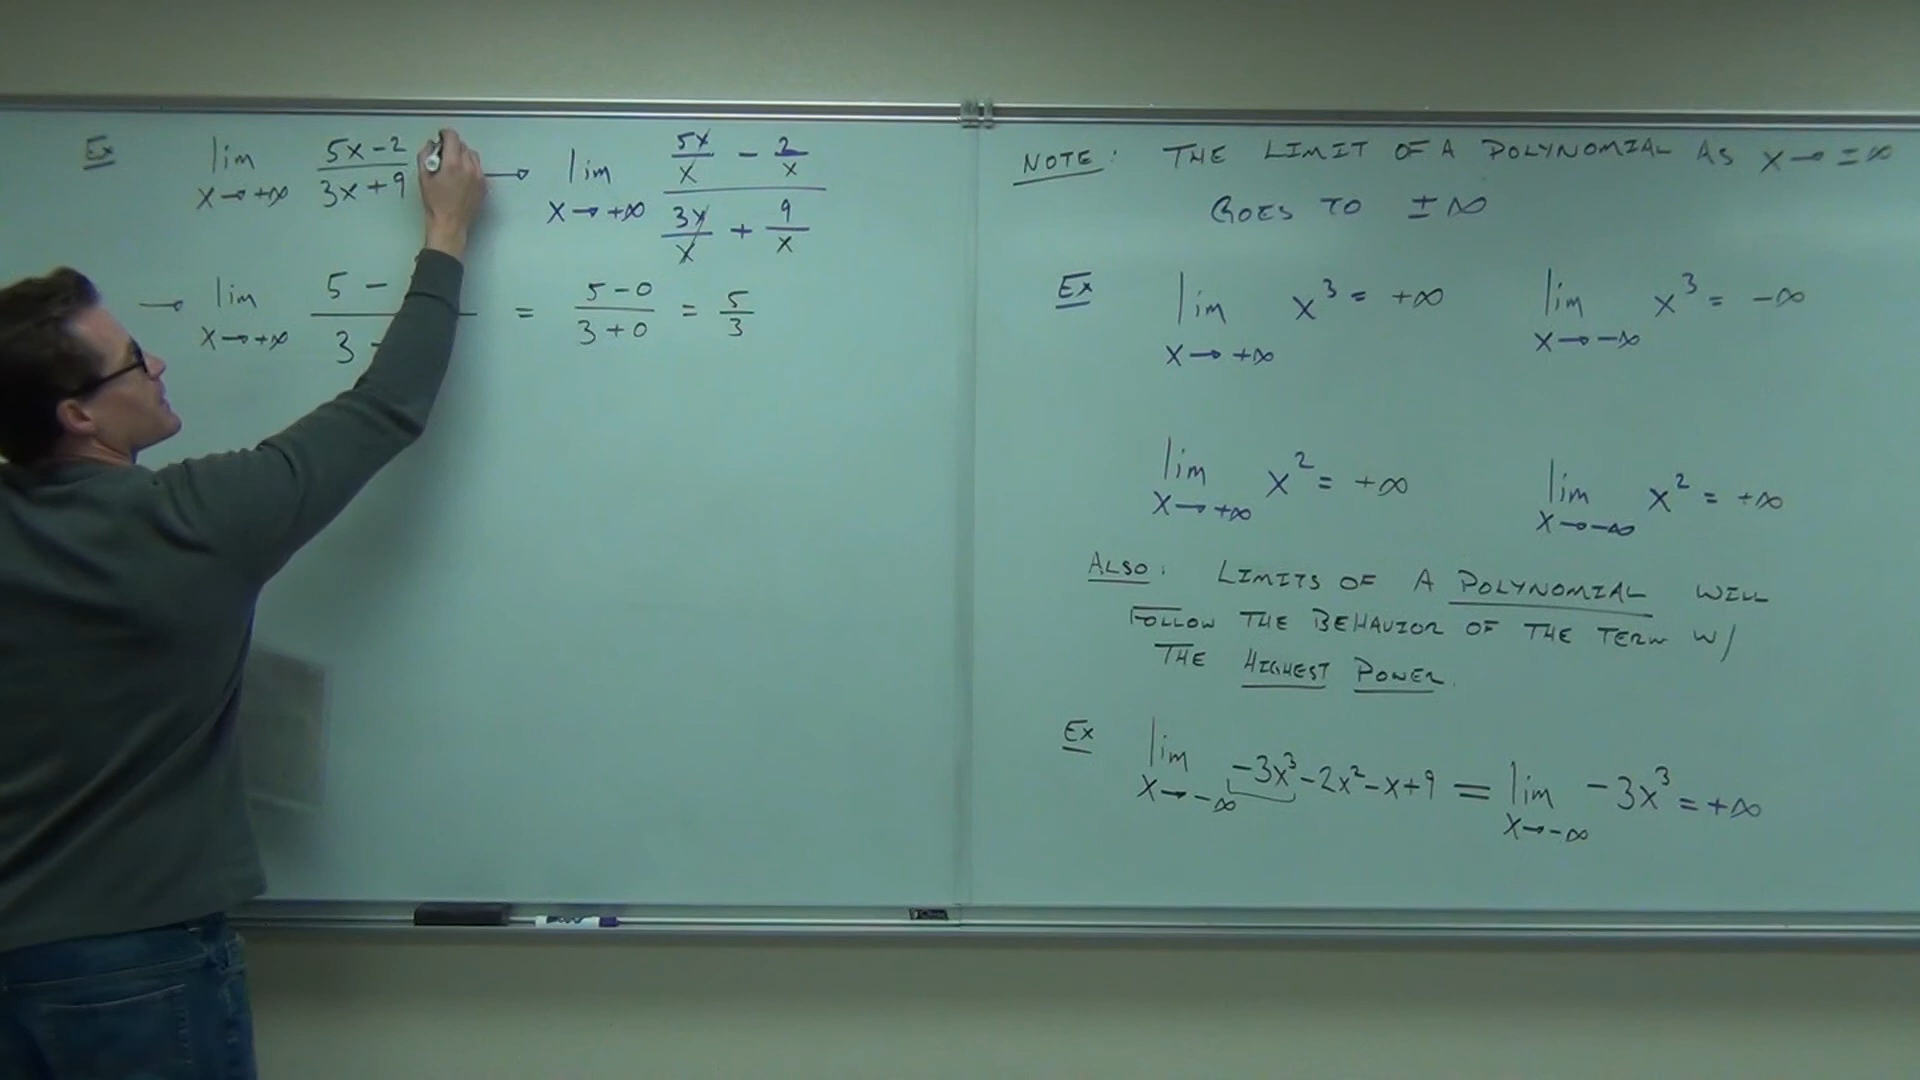 Ex lim x→+∞ (5x-2)/(3x+9) → lim x→+∞ (5x/x - 2/x)/(3x/x + 9/x)
→ lim x→+∞ 5 - / 3 = (5-0)/(3+0) = 5/3
NOTE: THE LIMIT OF A POLYNOMIAL AS x→±∞
GOES TO ±∞
Ex lim x→+∞ x³ = +∞ lim x→-∞ x³ = -∞
lim x→+∞ x² = +∞ lim x→-∞ x² = +∞
ALSO: LIMITS OF A POLYNOMIAL WILL
FOLLOW THE BEHAVIOR OF THE TERM W/
THE HIGHEST POWER.
Ex lim x→-∞ -3x³-2x²-x+9 = lim x→-∞ -3x³ = +∞